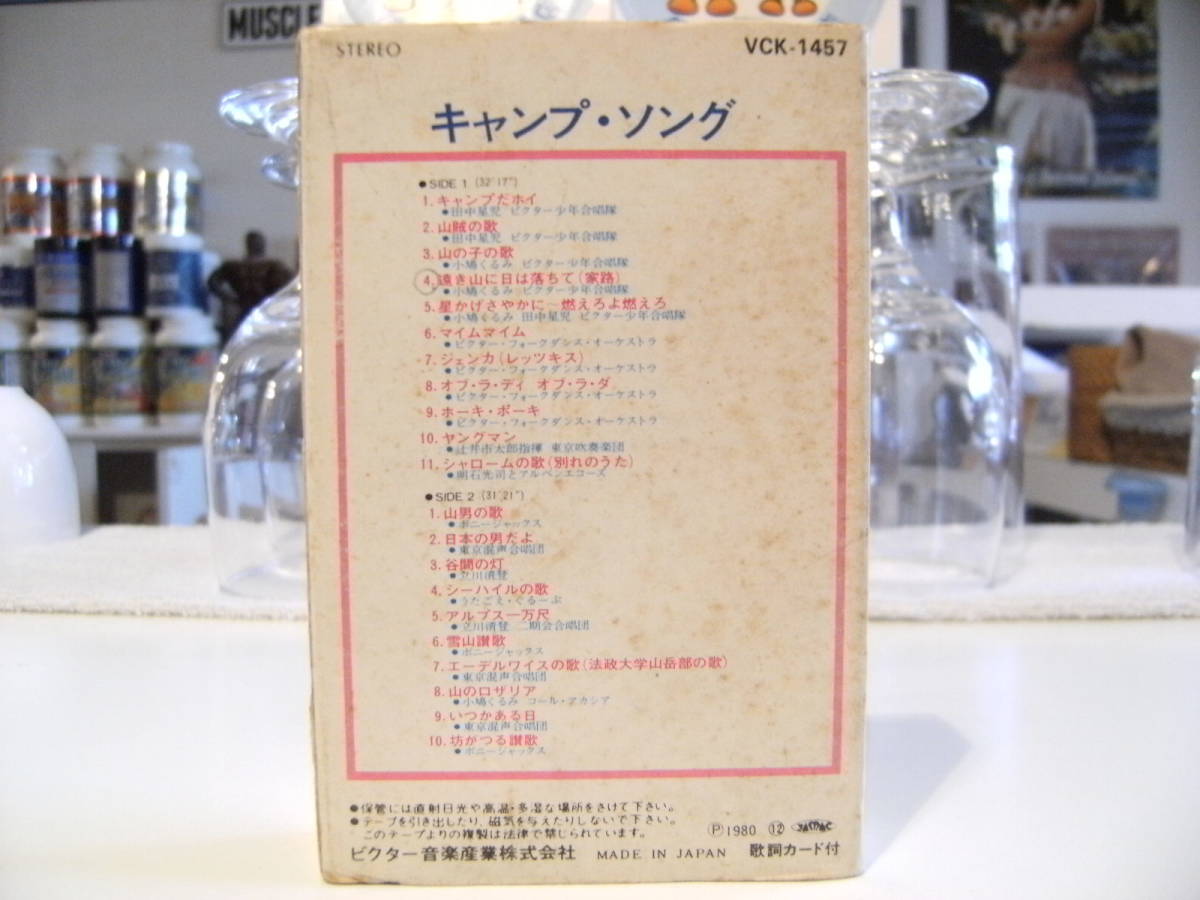 MUSCLE
STEREO
VCK-1457
キャンプ・ソング
●SIDE 1 (32'17")
1.キャンプだホイ
●田中星児 ビクター少年合唱隊
2.山賊の歌
●田中星児 ビクター少年合唱隊
3.山の子の歌
●小鳩くるみ ビクター少年合唱隊
4.遠き山に日は落ちて(家路)
●小鳩くるみ ビクター少年合唱隊
5.星かげさやかに〜燃えろよ燃えろ
●小鳩くるみ 田中星児 ビクター少年合唱隊
6.マイムマイム
●ビクター・フォークダンス・オーケストラ
7.ジェンカ(レッツキス)
●ビクター・フォークダンス・オーケストラ
8.オブ・ラ・ディ オブ・ラ・ダ
●ビクター・フォークダンス・オーケストラ
9.ホーキ・ポーキ
●ビクター・フォークダンス・オーケストラ
10.ヤングマン
●辻井市太郎指揮 東京吹奏楽団
11.シャロームの歌(別れのうた)
●明石光司とアルペンエコーズ
●SIDE 2 (31'21")
1.山男の歌
●ボニージャックス
2.日本の男だよ
●東京混声合唱団
3.谷間の灯
●立川清登
4.シーハイルの歌
●うたごえ・ぐるーぷ
5.アルプス一万尺
●立川清登 二期会合唱団
6.雪山讃歌
●ボニージャックス
7.エーデルワイスの歌(法政大学山岳部の歌)
●東京混声合唱団
8.山のロザリア
●小鳩くるみ コール・アカシア
9.いつかある日
●東京混声合唱団
10.坊がつる讃歌
●ボニージャックス
●保管には直射日光や高温・多湿な場所をさけて下さい。
●テープを引き出したり、磁気を与えたりしないで下さい。
このテープよりの複製は法律で禁じられています。
Ⓟ1980 ⑫ JASRAC
ビクター音楽産業株式会社 MADE IN JAPAN 歌詞カード付